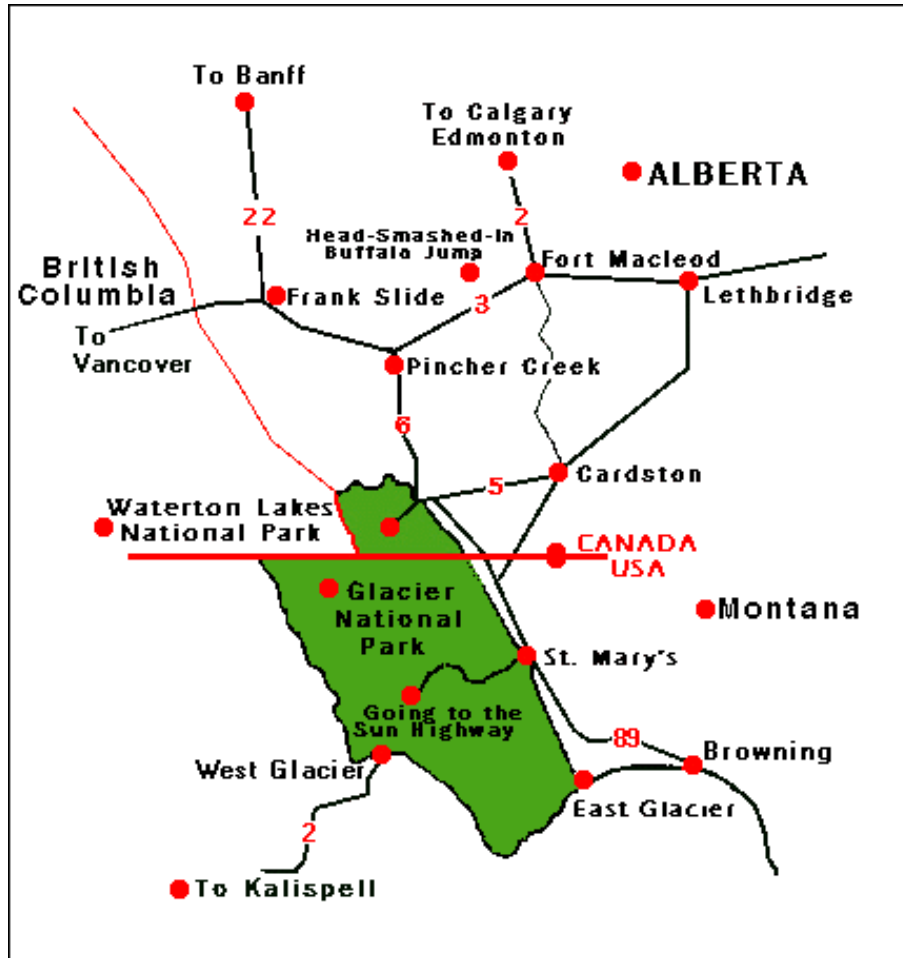 To Banff
To Calgary
Edmonton
ALBERTA
22
2
Head-Smashed-In
Buffalo Jump
Fort Macleod
British
Columbia
Frank Slide
3
Lethbridge
To
Vancover
Pincher Creek
6
Cardston
5
Waterton Lakes
National Park
CANADA
USA
Glacier
National
Park
Montana
St. Mary's
Going to the
Sun Highway
89
Browning
West Glacier
East Glacier
2
To Kalispell